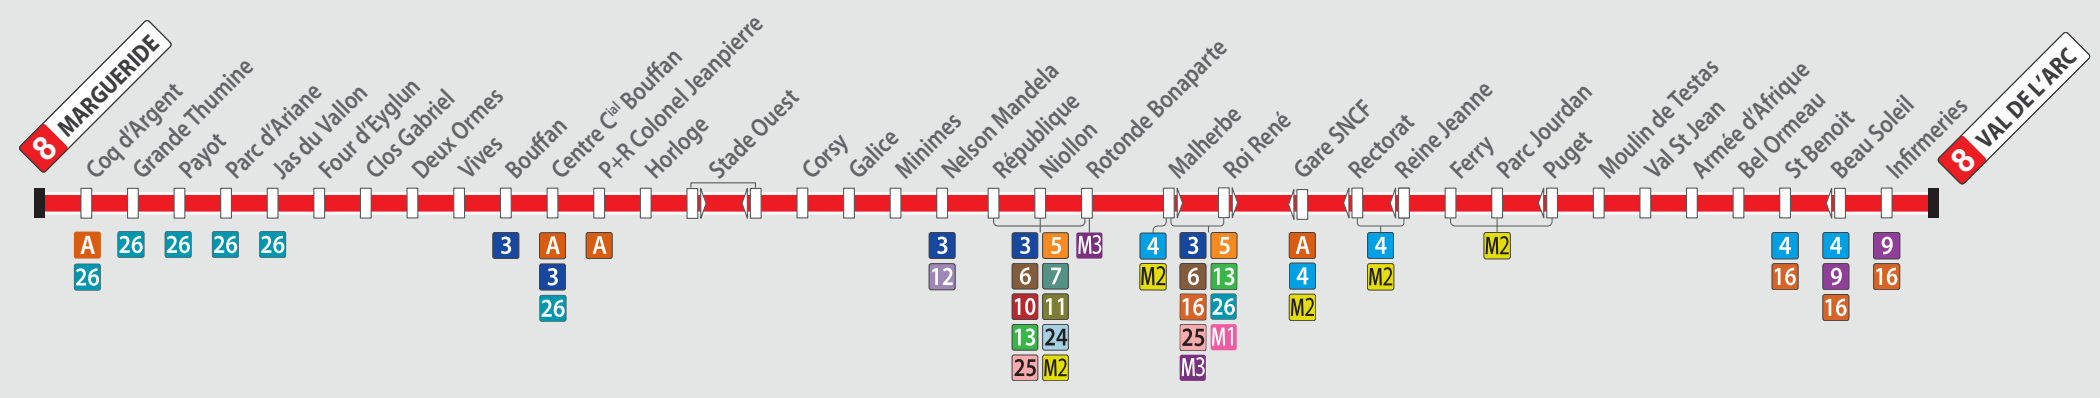 8 MARGUERIDE
Coq d'Argent
Grande Thumine
Payot
Parc d'Ariane
Jas du Vallon
Four d'Eyglun
Clos Gabriel
Deux Ormes
Vives
Bouffan
Centre Cial Bouffan
P+R Colonel Jeanpierre
Horloge
Stade Ouest
Corsy
Galice
Minimes
Nelson Mandela
République
Niollon
Rotonde Bonaparte
Malherbe
Roi René
Gare SNCF
Rectorat
Reine Jeanne
Ferry
Parc Jourdan
Puget
Moulin de Testas
Val St Jean
Armée d'Afrique
Bel Ormeau
St Benoit
Beau Soleil
Infirmeries
8 VAL DE L'ARC
A 26 26 26 26 3 A A 3 3 5 M3 4 3 5 A 4 M2 4 4 9
26 3 12 6 7 M2 6 13 4 M2 16 9 16
26 10 11 16 26 M2 16
13 24 25 M1
25 M2 M3